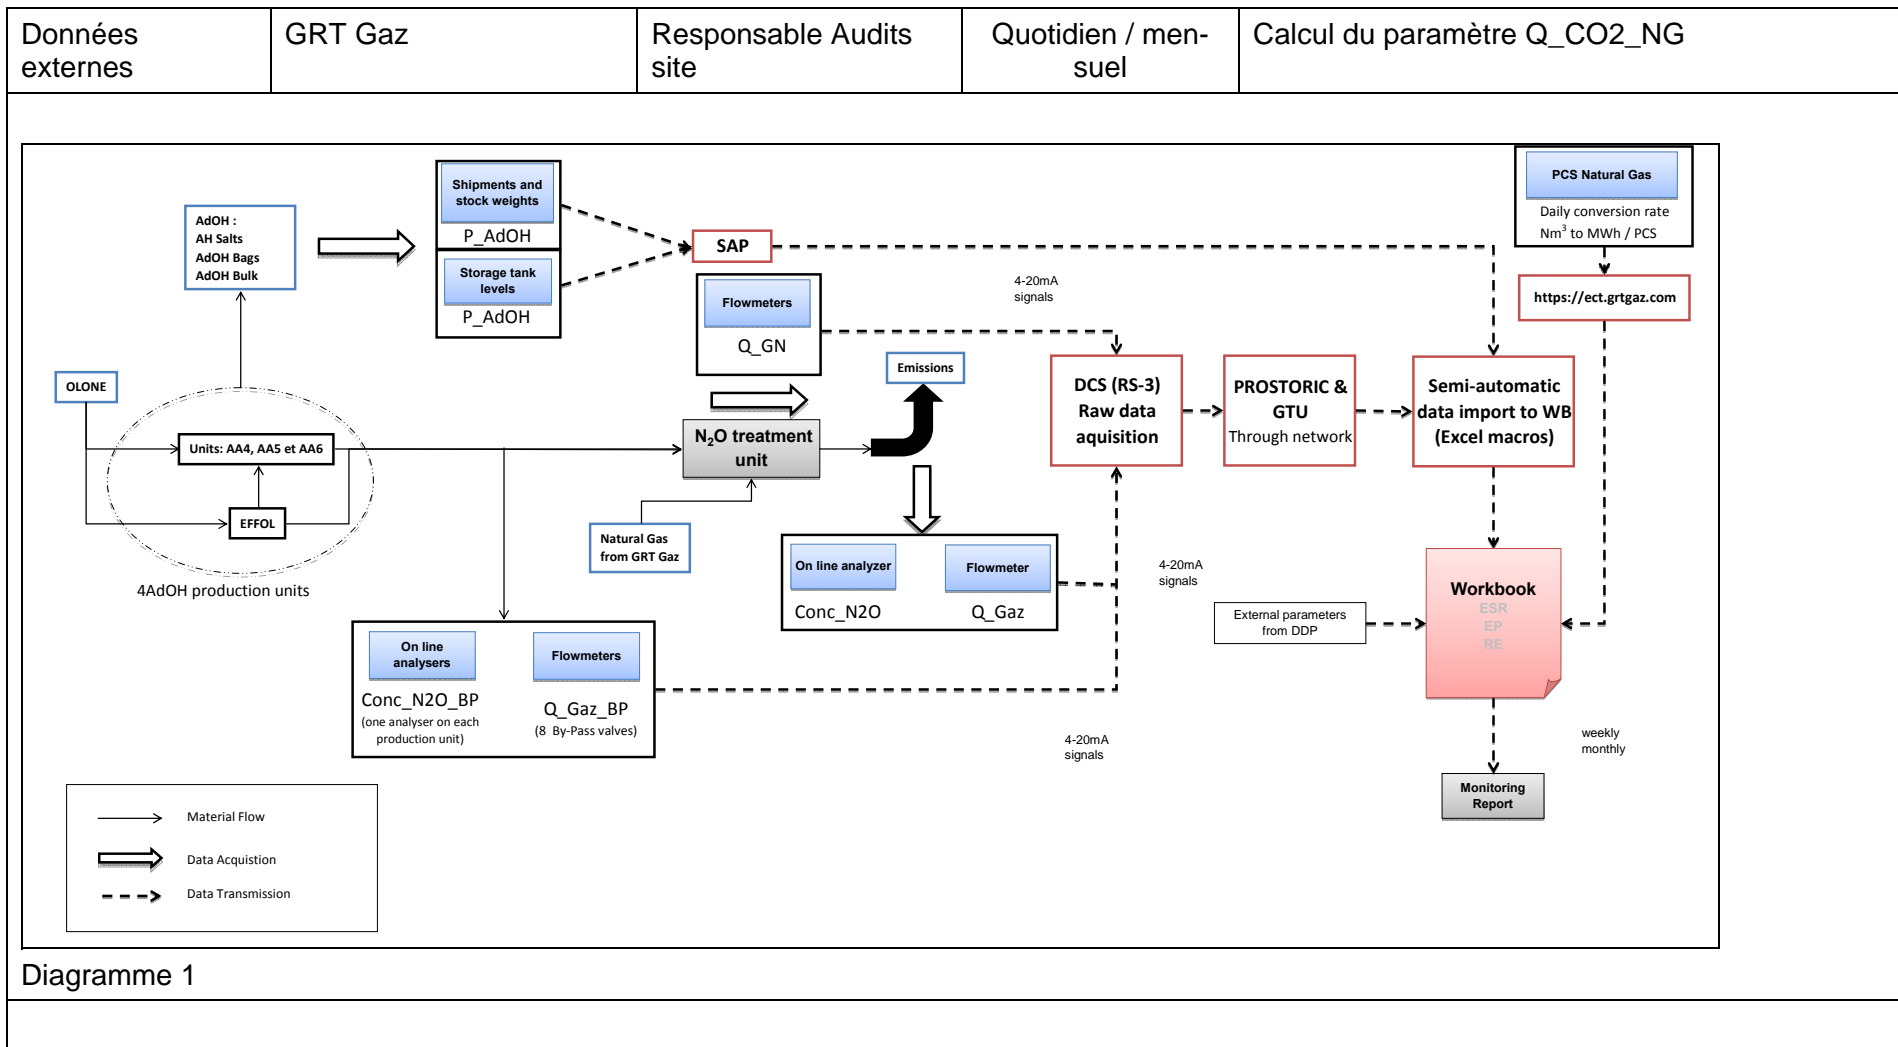 Données
externes
GRT Gaz
Responsable Audits
site
Quotidien / men-
suel
Calcul du paramètre Q_CO2_NG
AdOH :
AH Salts
AdOH Bags
AdOH Bulk
Shipments and
stock weights
P_AdOH
Storage tank
levels
P_AdOH
SAP
Flowmeters
Q_GN
4-20mA
signals
PCS Natural Gas
Daily conversion rate
Nm³ to MWh / PCS
https://ect.grtgaz.com
OLONE
Units: AA4, AA5 et AA6
EFFOL
4AdOH production units
N₂O treatment
unit
Emissions
Natural Gas
from GRT Gaz
DCS (RS-3)
Raw data
aquisition
PROSTORIC &
GTU
Through network
Semi-automatic
data import to WB
(Excel macros)
On line analyzer
Conc_N2O
Flowmeter
Q_Gaz
4-20mA
signals
On line
analysers
Conc_N2O_BP
(one analyser on each
production unit)
Flowmeters
Q_Gaz_BP
(8 By-Pass valves)
4-20mA
signals
External parameters
from DDP
Workbook
ESR
EP
RE
weekly
monthly
Monitoring
Report
Material Flow
Data Acquistion
Data Transmission
Diagramme 1